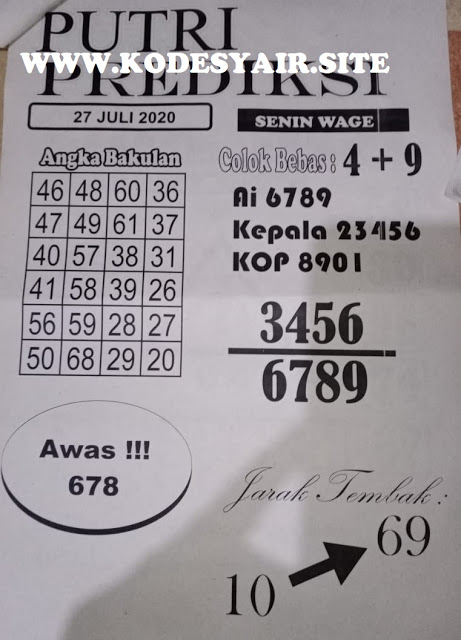 PUTRI
WWW.KODESYAIR.SITE
PREDIKSI
27 JULI 2020
SENIN WAGE
Angka Bakulan
Colok Bebas : 4 + 9
46 48 60 36
47 49 61 37
40 57 38 31
41 58 39 26
56 59 28 27
50 68 29 20
Ai 6789
Kepala 23456
KOP 8901
3456
6789
Awas !!!
678
Jarak Tembak :
69
10